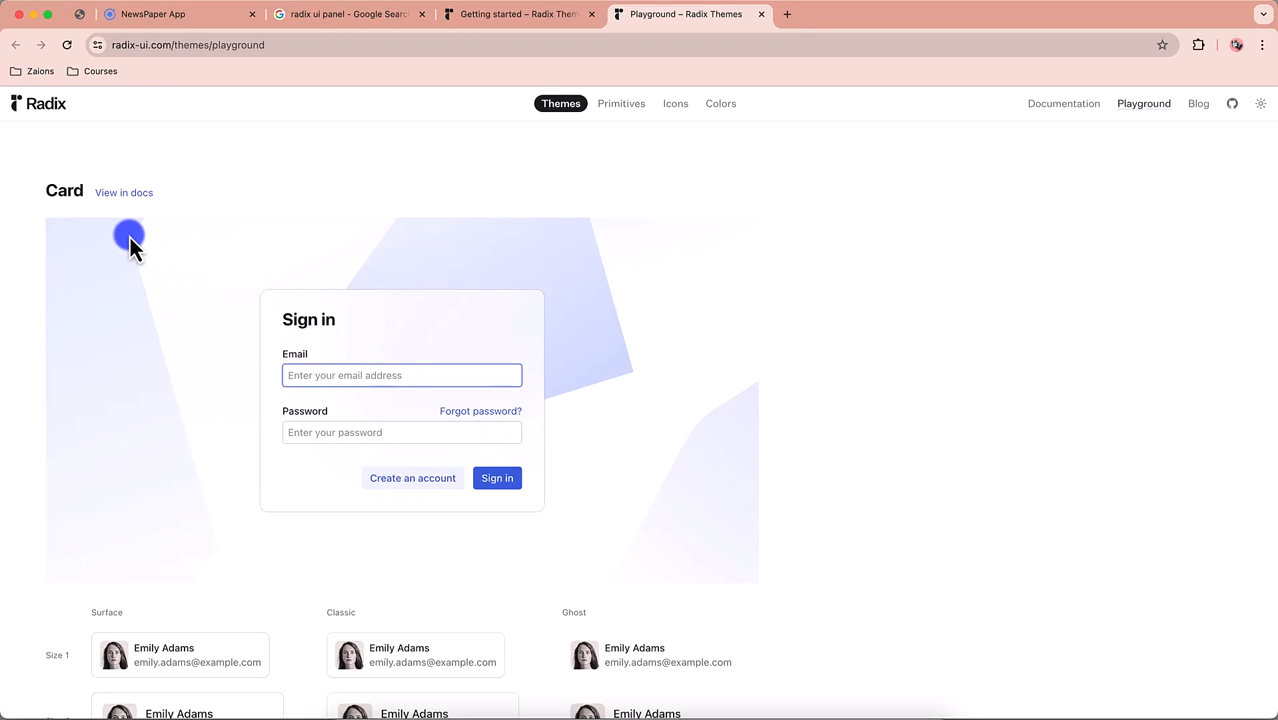 NewsPaper App
radix ui panel - Google Searc
Getting started – Radix Them
Playground – Radix Themes
radix-ui.com/themes/playground
Zaions
Courses
Radix
Themes
Primitives
Icons
Colors
Documentation
Playground
Blog
Card
View in docs
Sign in
Email
Enter your email address
Password
Forgot password?
Enter your password
Create an account
Sign in
Surface
Classic
Ghost
Size 1
Emily Adams
emily.adams@example.com
Emily Adams
emily.adams@example.com
Emily Adams
emily.adams@example.com
Emily Adams
Emily Adams
Emily Adams